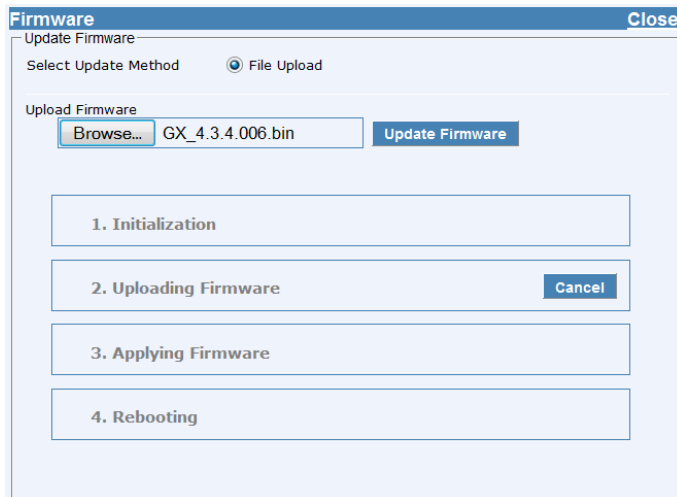 Firmware Close
Update Firmware
Select Update Method File Upload
Upload Firmware
Browse... GX_4.3.4.006.bin Update Firmware
1. Initialization
2. Uploading Firmware Cancel
3. Applying Firmware
4. Rebooting